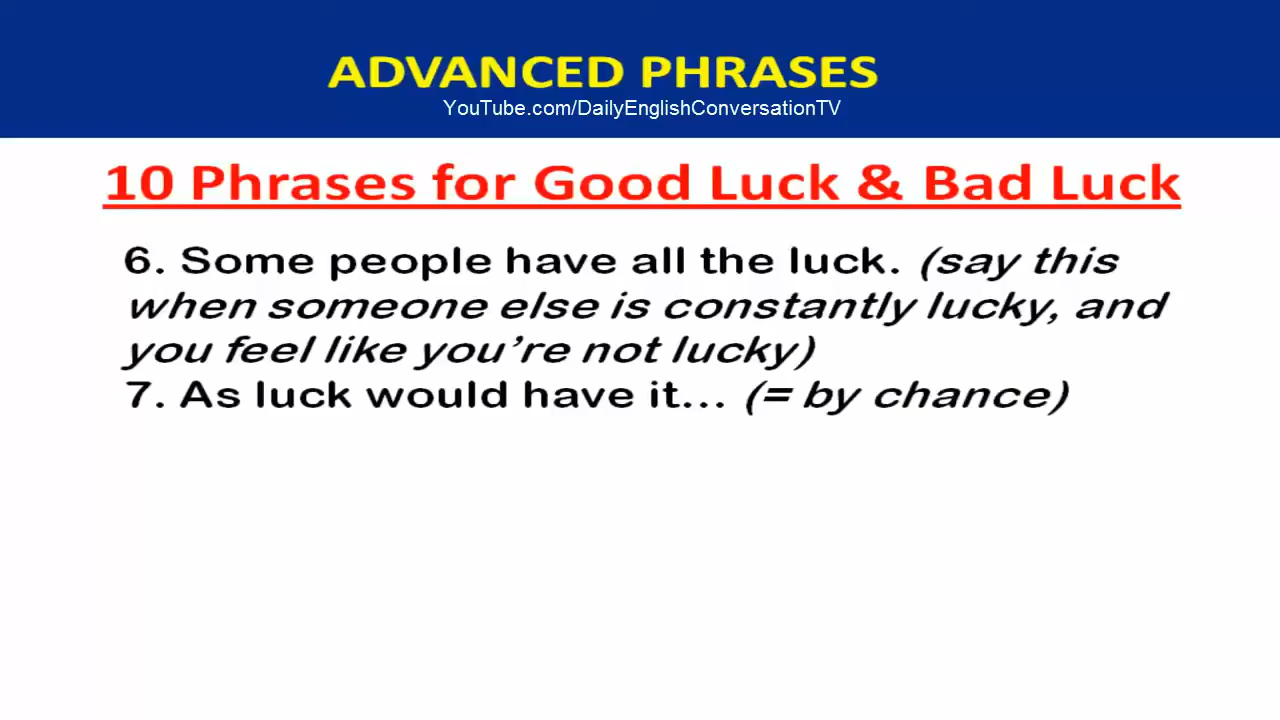 ADVANCED PHRASES
YouTube.com/DailyEnglishConversationTV
10 Phrases for Good Luck & Bad Luck
6. Some people have all the luck. (say this
when someone else is constantly lucky, and
you feel like you’re not lucky)
7. As luck would have it... (= by chance)